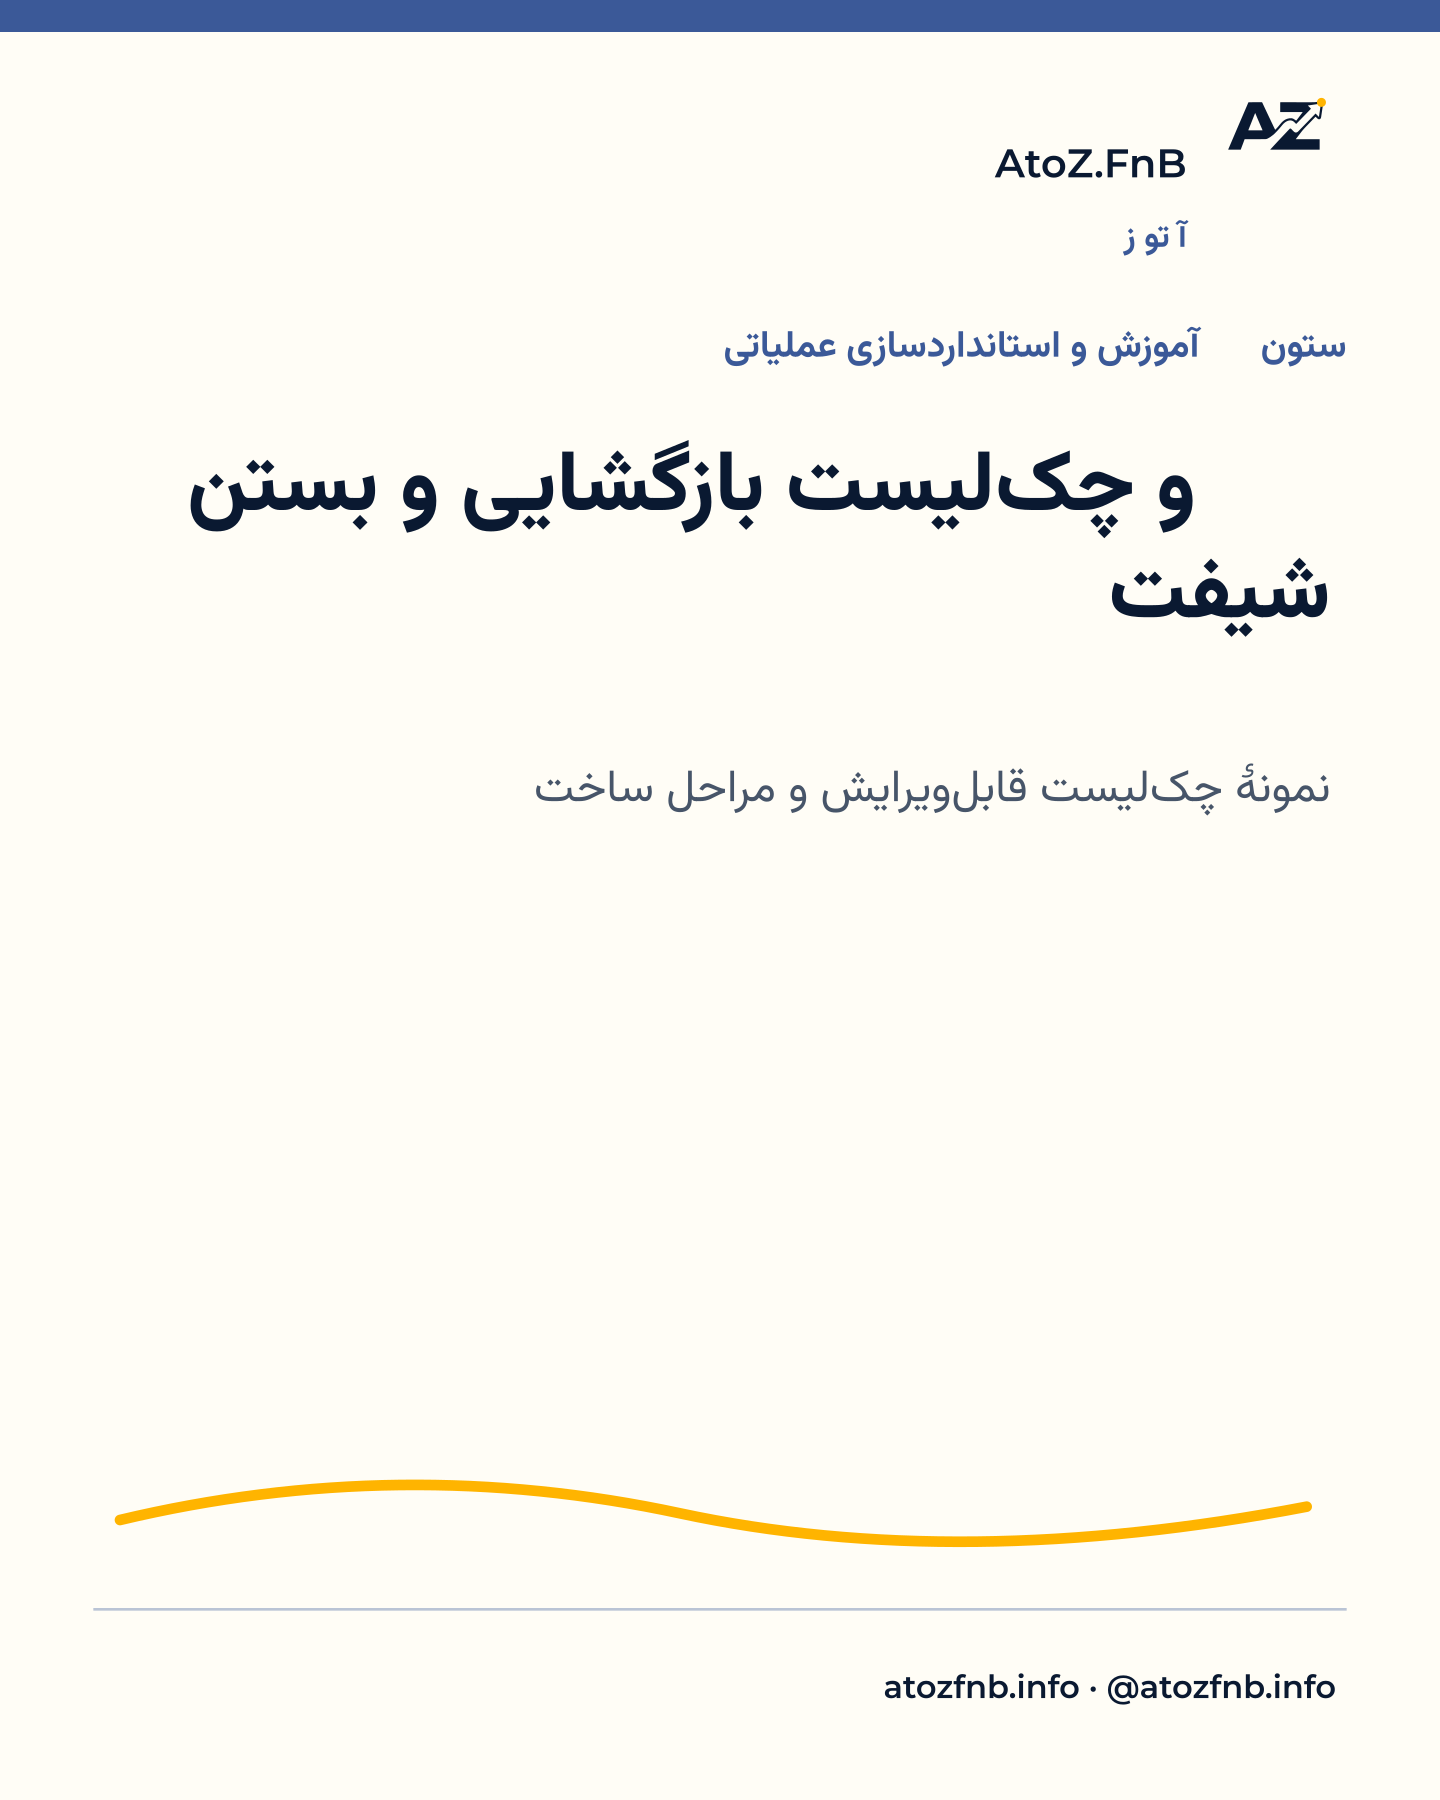 AZ
AtoZ.FnB
آ تو ز
ستون آموزش و استانداردسازی عملیاتی
و چک‌لیست بازگشایی و بستن
شیفت
نمونهٔ چک‌لیست قابل‌ویرایش و مراحل ساخت
atozfnb.info · @atozfnb.info